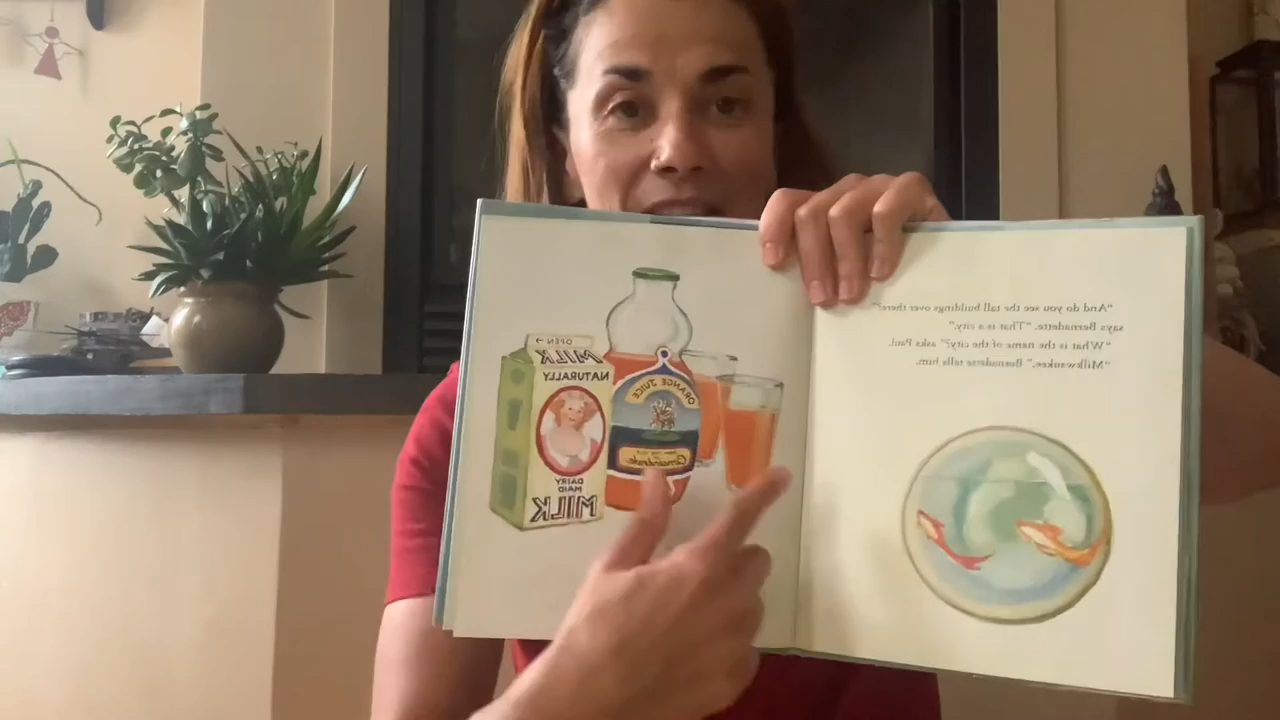 OPEN →
MILK
NATURALLY
DAIRY
MAID
MILK
ORANGE JUICE
"And do you see the tall buildings over there?"
says Bernadette. "That is a city."
"What is the name of the city?" asks Paul.
"Milkwaukee." Bernadette tells him.